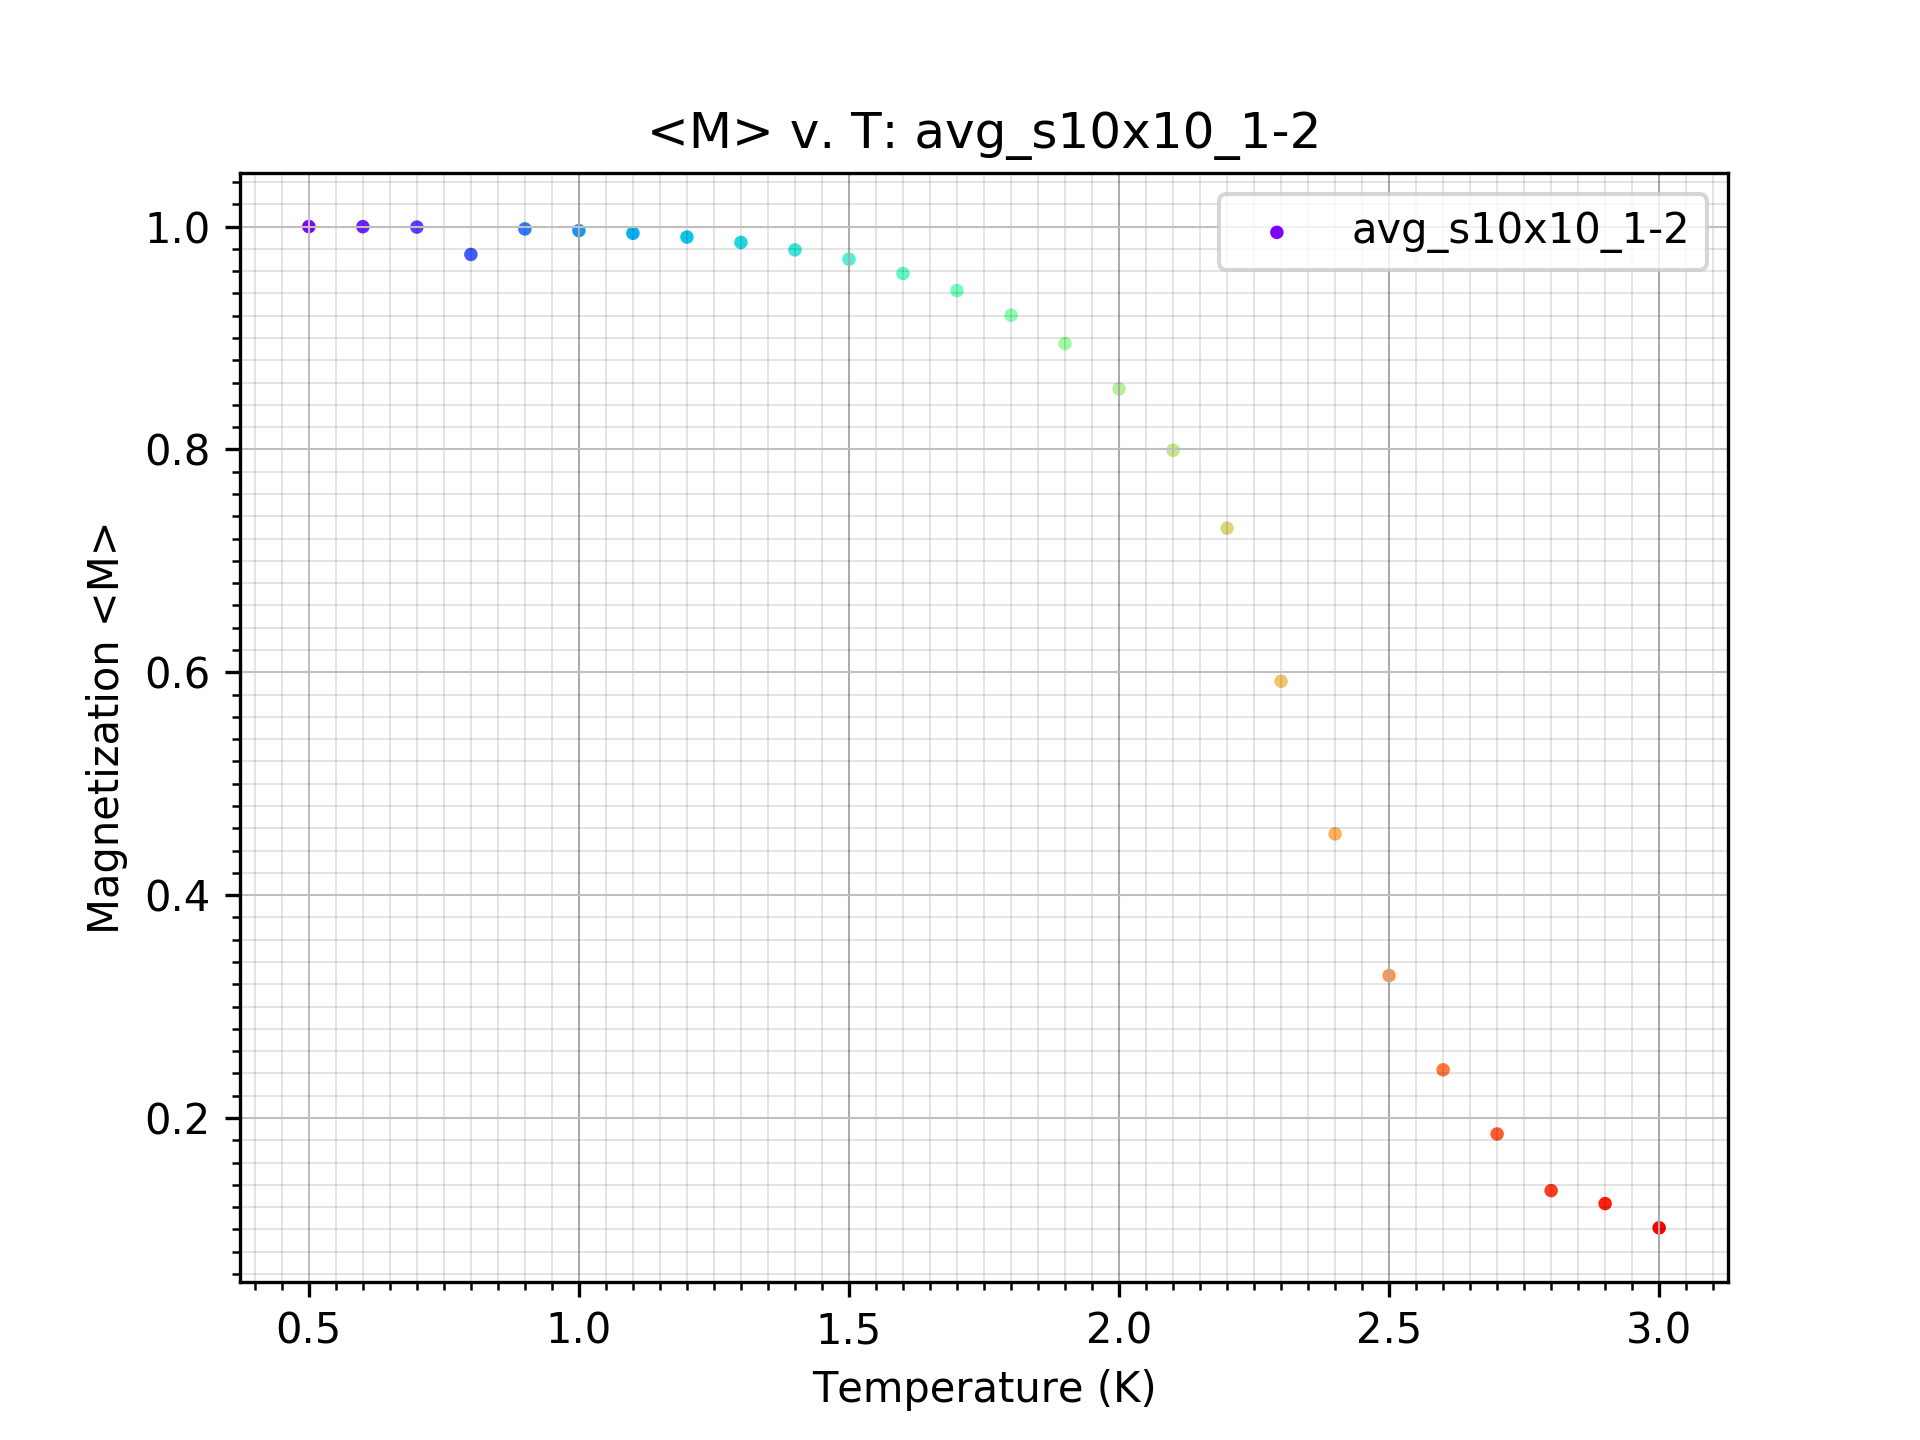 <M> v. T: avg_s10x10_1-2
avg_s10x10_1-2
1.0
0.8
0.6
0.4
0.2
Magnetization <M>
0.5 1.0 1.5 2.0 2.5 3.0
Temperature (K)